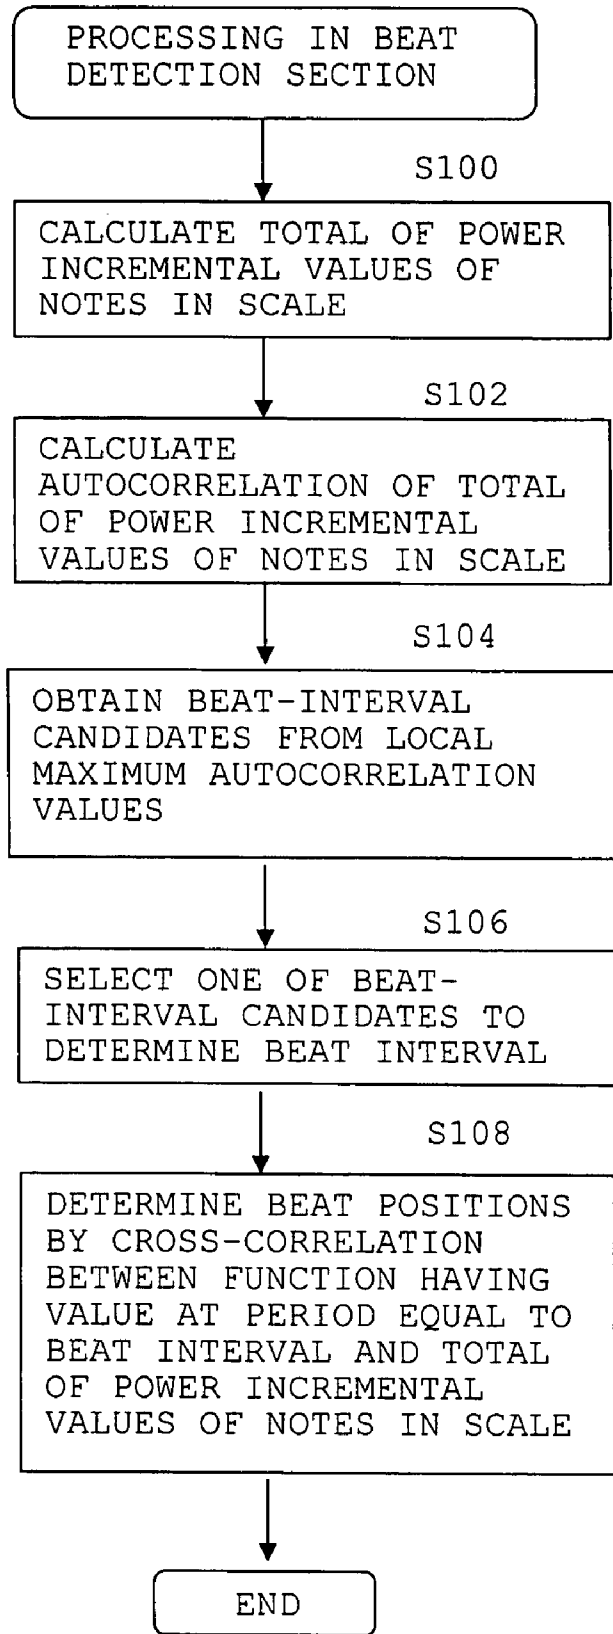 PROCESSING IN BEAT
DETECTION SECTION
S100
CALCULATE TOTAL OF POWER
INCREMENTAL VALUES OF
NOTES IN SCALE
S102
CALCULATE
AUTOCORRELATION OF TOTAL
OF POWER INCREMENTAL
VALUES OF NOTES IN SCALE
S104
OBTAIN BEAT-INTERVAL
CANDIDATES FROM LOCAL
MAXIMUM AUTOCORRELATION
VALUES
S106
SELECT ONE OF BEAT-
INTERVAL CANDIDATES TO
DETERMINE BEAT INTERVAL
S108
DETERMINE BEAT POSITIONS
BY CROSS-CORRELATION
BETWEEN FUNCTION HAVING
VALUE AT PERIOD EQUAL TO
BEAT INTERVAL AND TOTAL
OF POWER INCREMENTAL
VALUES OF NOTES IN SCALE
END